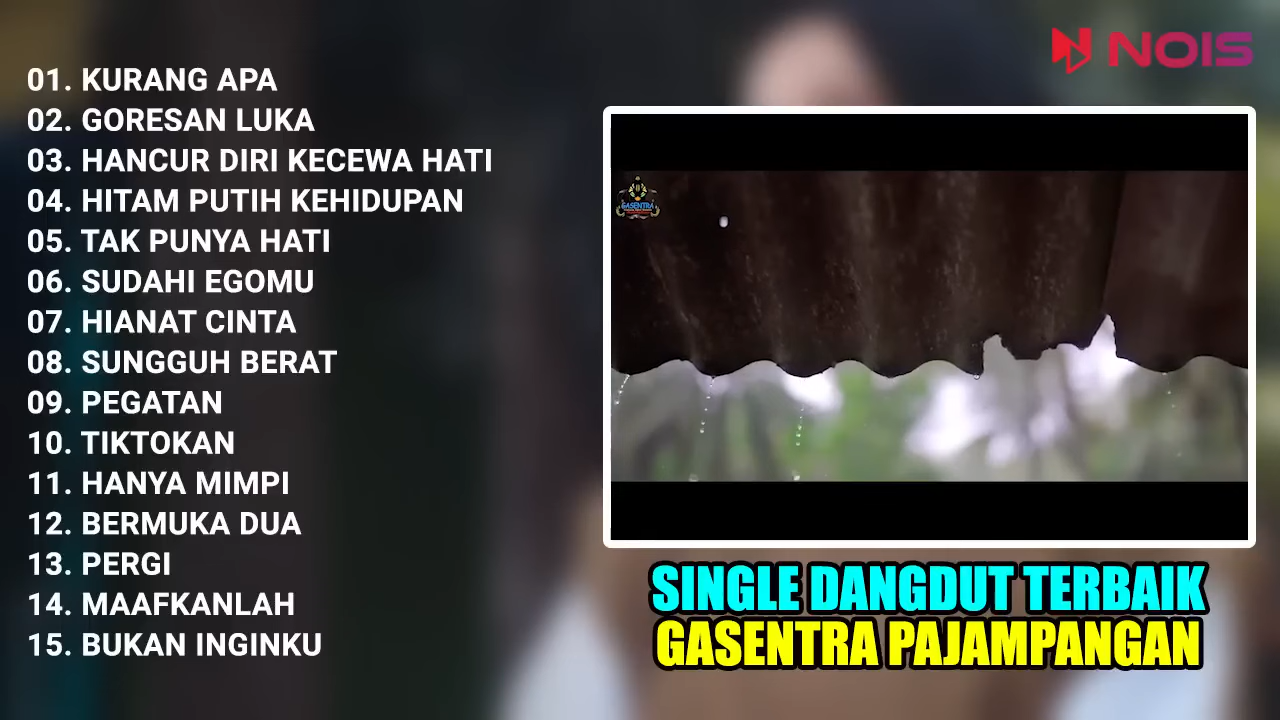 01. KURANG APA
02. GORESAN LUKA
03. HANCUR DIRI KECEWA HATI
04. HITAM PUTIH KEHIDUPAN
05. TAK PUNYA HATI
06. SUDAHI EGOMU
07. HIANAT CINTA
08. SUNGGUH BERAT
09. PEGATAN
10. TIKTOKAN
11. HANYA MIMPI
12. BERMUKA DUA
13. PERGI
14. MAAFKANLAH
15. BUKAN INGINKU
NOIS
GASENTRA
SINGLE DANGDUT TERBAIK
GASENTRA PAJAMPANGAN